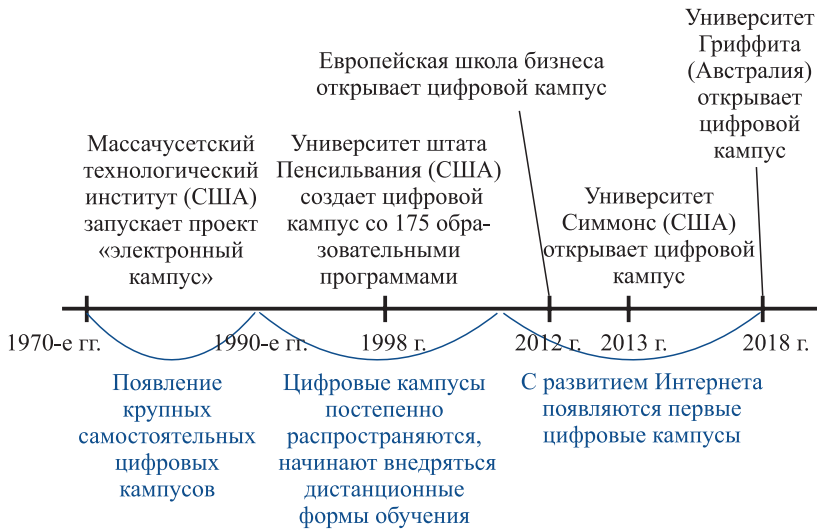 Массачусетский
технологический
институт (США)
запускает проект
«электронный
кампус»
Университет штата
Пенсильвания (США)
создает цифровой
кампус со 175 обра-
зовательными
программами
Европейская школа бизнеса
открывает цифровой кампус
Университет
Симмонс (США)
открывает цифровой
кампус
Университет
Гриффита
(Австралия)
открывает
цифровой
кампус
1970-е гг.
1990-е гг.
1998 г.
2012 г.
2013 г.
2018 г.
Появление
крупных
самостоятельных
цифровых
кампусов
Цифровые кампусы
постепенно
распространяются,
начинают внедряться
дистанционные
формы обучения
С развитием Интернета
появляются первые
цифровые кампусы